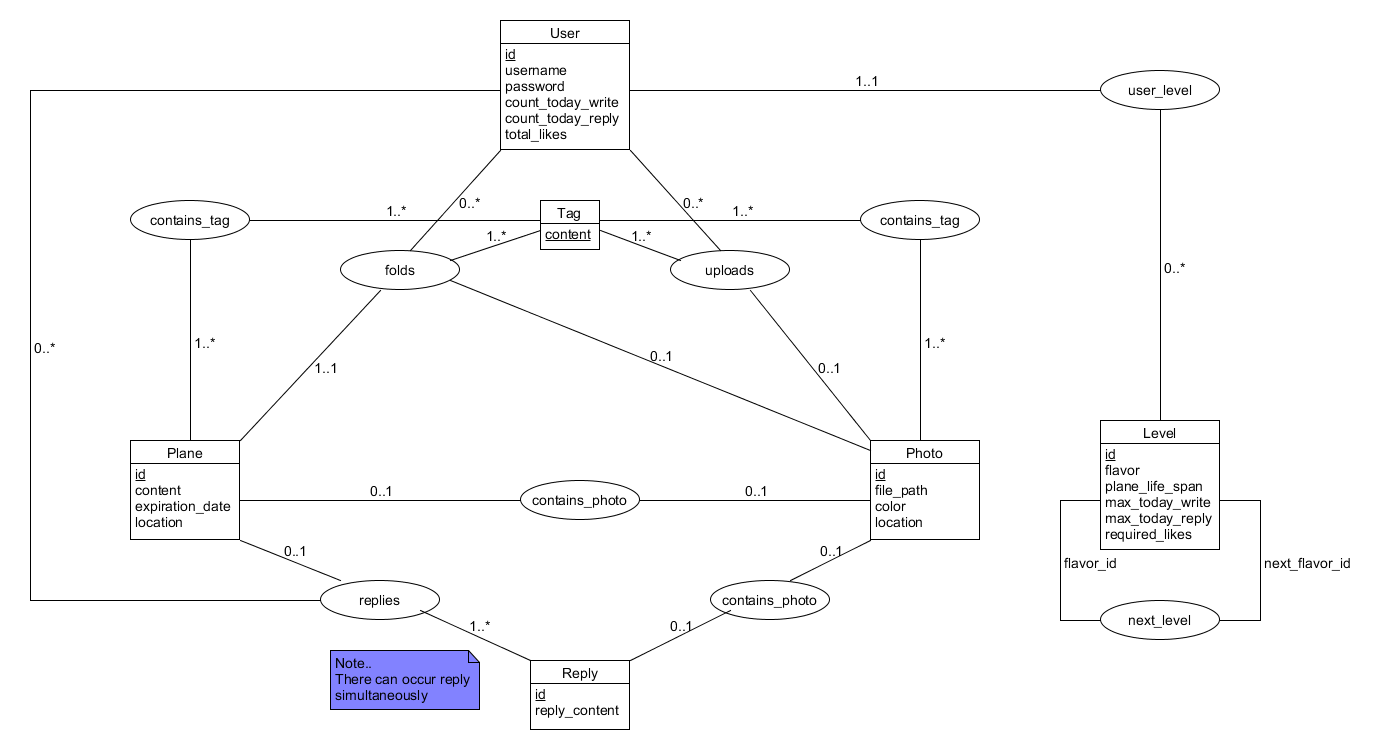 User
id
username
password
count_today_write
count_today_reply
total_likes
1..1
user_level
contains_tag
1..*
0..*
Tag
content
0..*
1..*
contains_tag
1..*
1..*
folds
uploads
0..*
0..*
1..*
1..*
1..1
0..1
0..1
Plane
id
content
expiration_date
location
Photo
id
file_path
color
location
Level
id
flavor
plane_life_span
max_today_write
max_today_reply
required_likes
0..1
contains_photo
0..1
0..1
0..1
flavor_id
next_flavor_id
replies
contains_photo
next_level
1..*
0..1
Note..
There can occur reply
simultaneously
Reply
id
reply_content